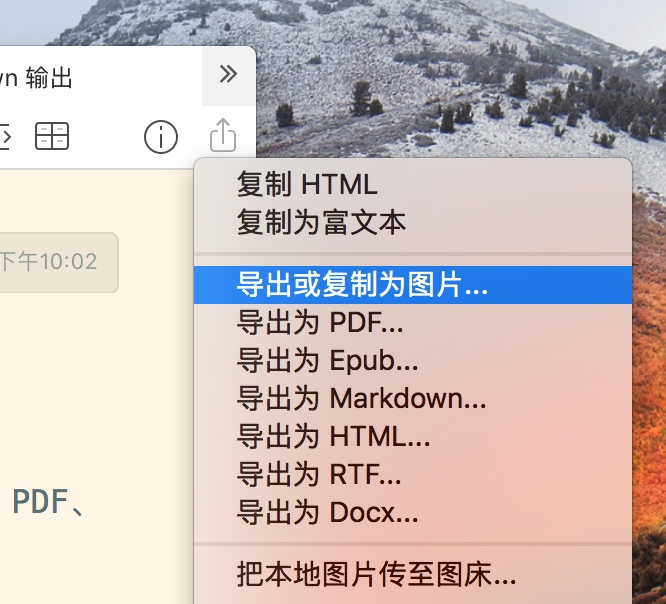 wn 输出
复制 HTML
复制为富文本
下午10:02
导出或复制为图片...
导出为 PDF...
导出为 Epub...
导出为 Markdown...
导出为 HTML...
导出为 RTF...
PDF、
导出为 Docx...
把本地图片传至图床...